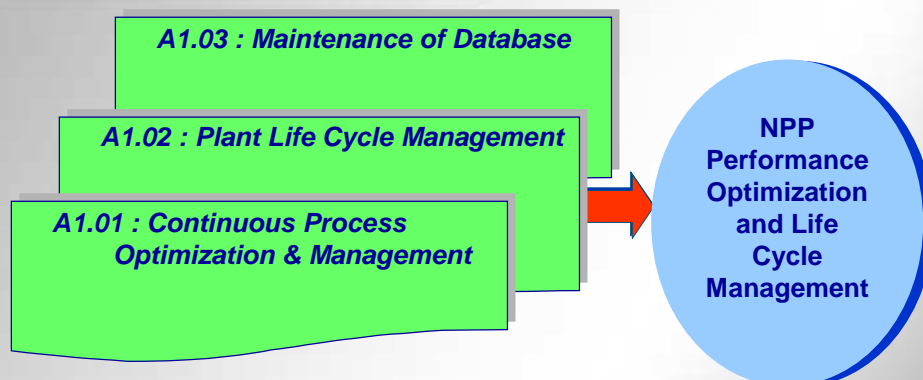 A1.03 : Maintenance of Database
A1.02 : Plant Life Cycle Management
A1.01 : Continuous Process
Optimization & Management
NPP
Performance
Optimization
and Life
Cycle
Management